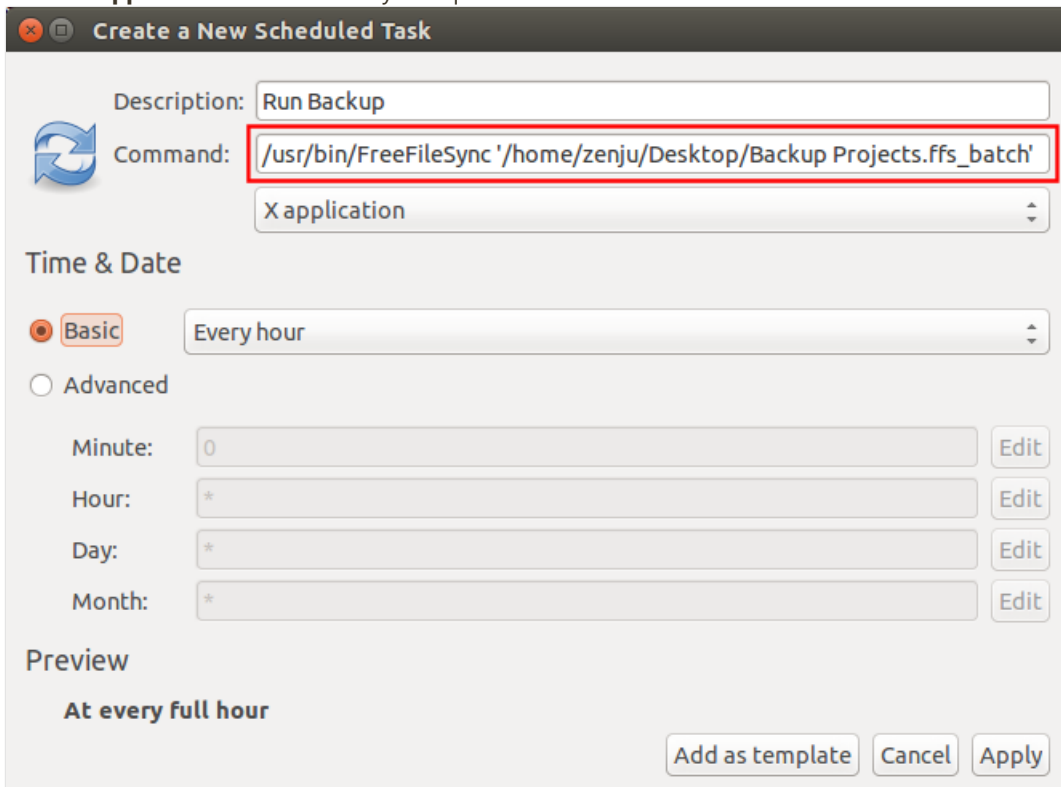 Create a New Scheduled Task
Description: Run Backup
Command: /usr/bin/FreeFileSync '/home/zenju/Desktop/Backup Projects.ffs_batch'
X application
Time & Date
Basic Every hour
Advanced
Minute: 0 Edit
Hour: * Edit
Day: * Edit
Month: * Edit
Preview
At every full hour
Add as template Cancel Apply